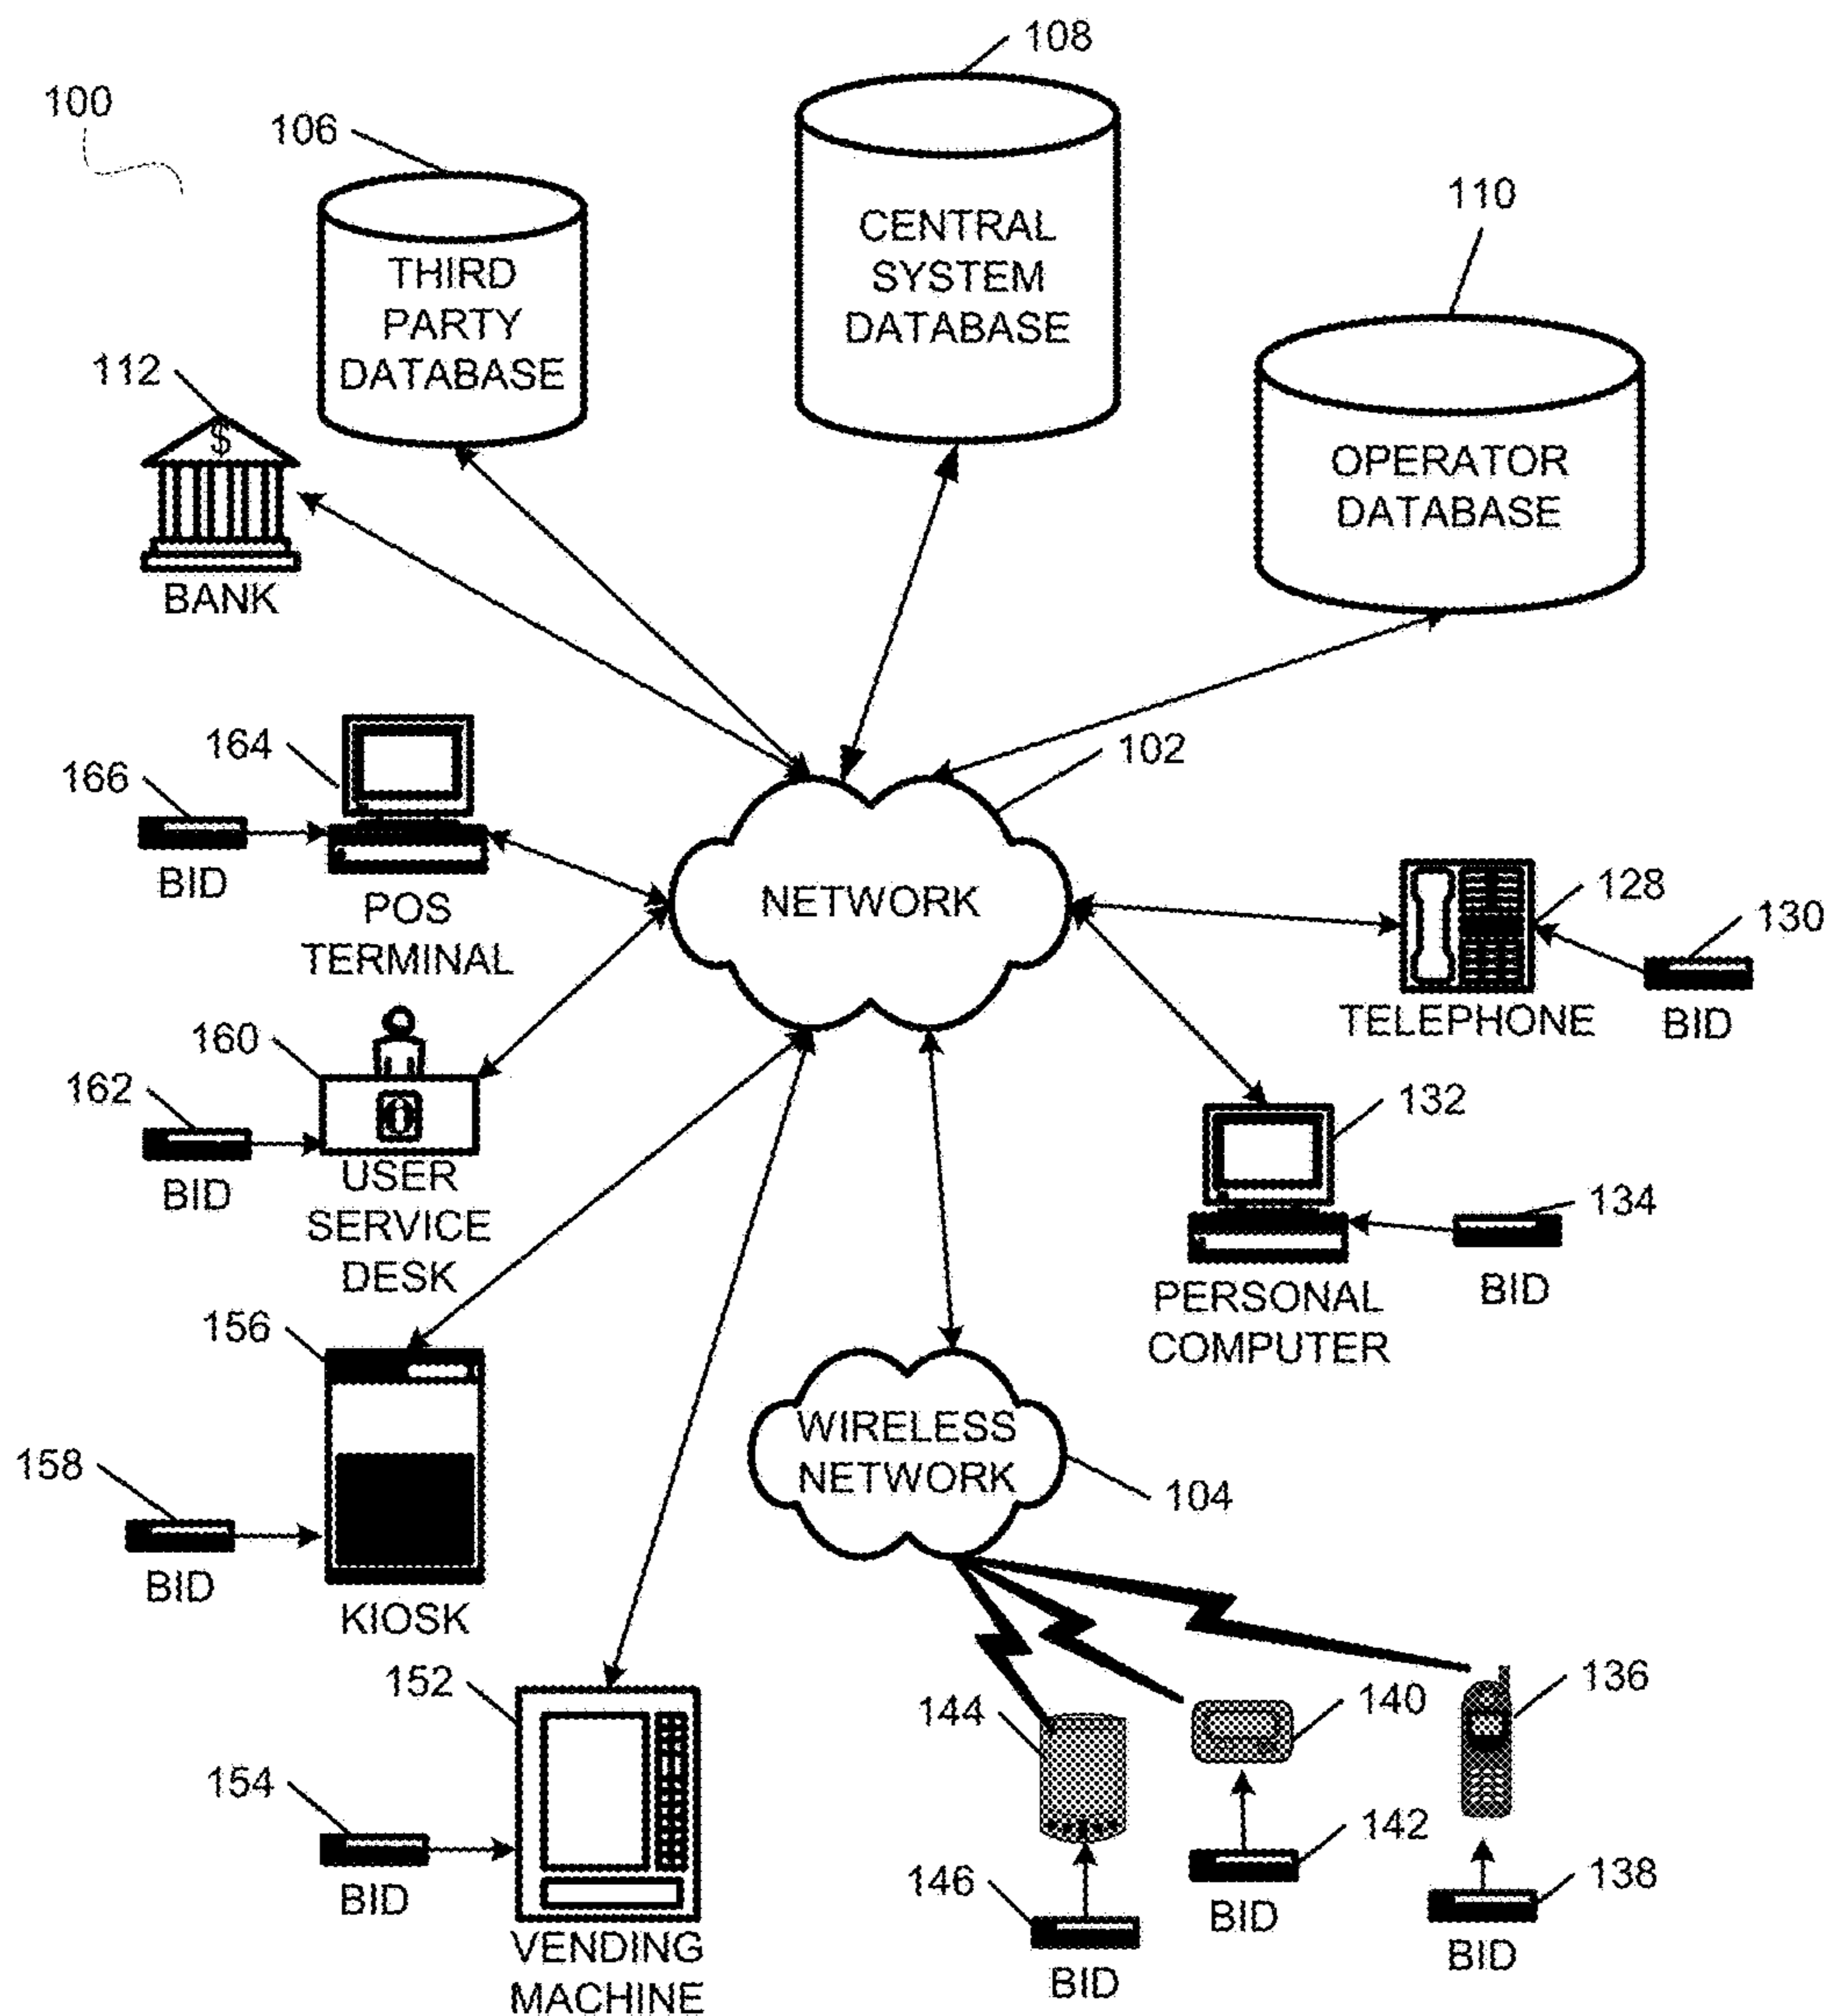 108
100
106
110
CENTRAL
SYSTEM
DATABASE
THIRD
PARTY
DATABASE
112
$
OPERATOR
DATABASE
BANK
164
102
166
NETWORK
128
130
BID
POS
TERMINAL
TELEPHONE
BID
160
162
132
BID
USER
SERVICE
DESK
134
BID
PERSONAL
COMPUTER
156
WIRELESS
NETWORK
158
104
BID
KIOSK
152
144
140
136
154
142
BID
146
BID
138
VENDING
MACHINE
BID
BID